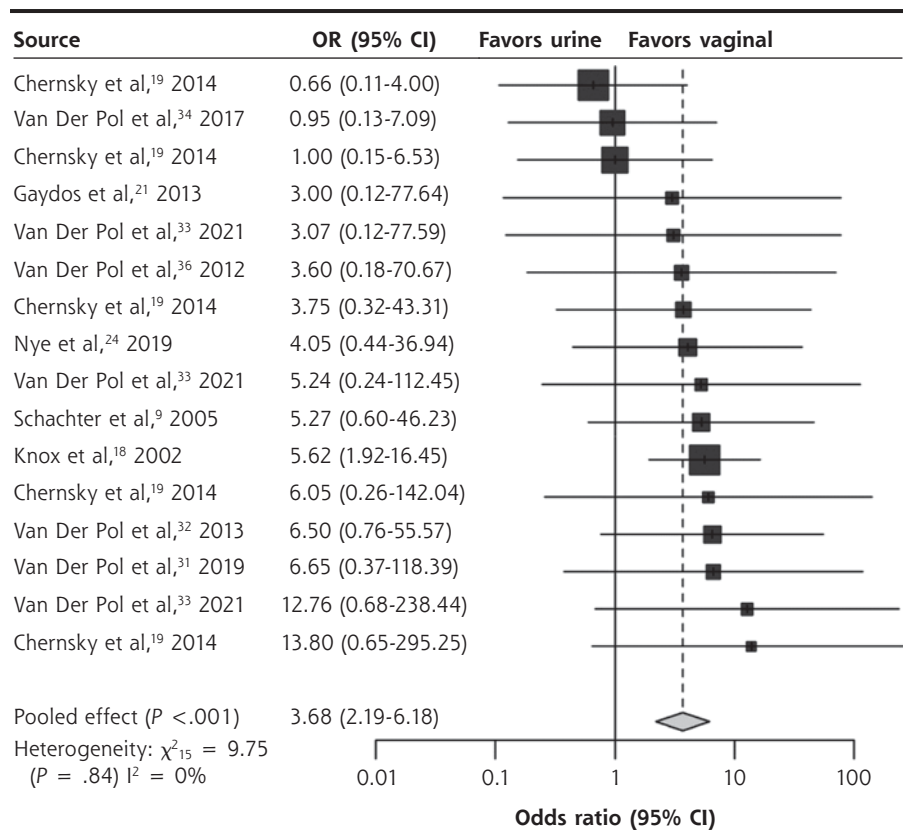 Source OR (95% CI) Favors urine Favors vaginal
Chernsky et al,¹⁹ 2014 0.66 (0.11-4.00)
Van Der Pol et al,³⁴ 2017 0.95 (0.13-7.09)
Chernsky et al,¹⁹ 2014 1.00 (0.15-6.53)
Gaydos et al,²¹ 2013 3.00 (0.12-77.64)
Van Der Pol et al,³³ 2021 3.07 (0.12-77.59)
Van Der Pol et al,³⁶ 2012 3.60 (0.18-70.67)
Chernsky et al,¹⁹ 2014 3.75 (0.32-43.31)
Nye et al,²⁴ 2019 4.05 (0.44-36.94)
Van Der Pol et al,³³ 2021 5.24 (0.24-112.45)
Schachter et al,⁹ 2005 5.27 (0.60-46.23)
Knox et al,¹⁸ 2002 5.62 (1.92-16.45)
Chernsky et al,¹⁹ 2014 6.05 (0.26-142.04)
Van Der Pol et al,³² 2013 6.50 (0.76-55.57)
Van Der Pol et al,³¹ 2019 6.65 (0.37-118.39)
Van Der Pol et al,³³ 2021 12.76 (0.68-238.44)
Chernsky et al,¹⁹ 2014 13.80 (0.65-295.25)
Pooled effect (P <.001) 3.68 (2.19-6.18)
Heterogeneity: χ²₁₅ = 9.75
(P = .84) I² = 0%
0.01 0.1 1 10 100
Odds ratio (95% CI)